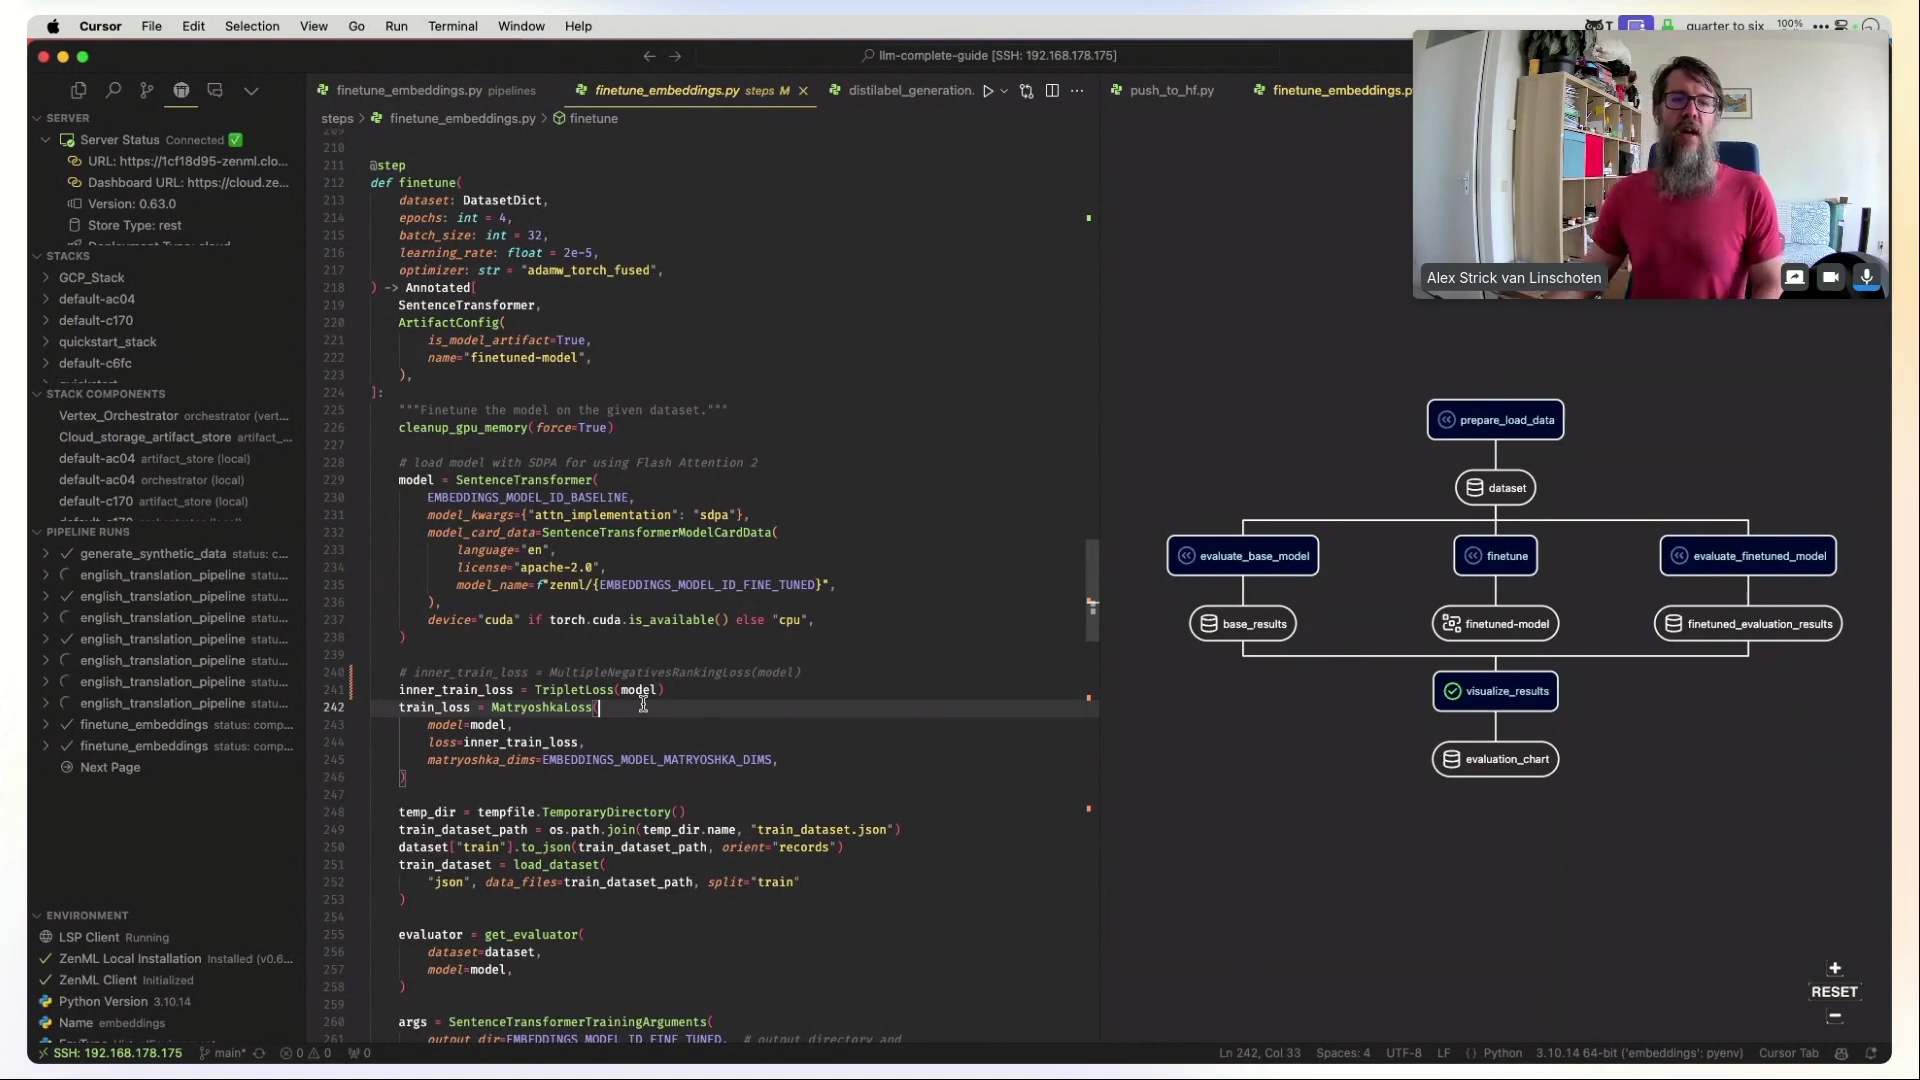 Cursor File Edit Selection View Go Run Terminal Window Help
T quarter to six 100%
llm-complete-guide [SSH: 192.168.178.175]
finetune_embeddings.py pipelines
finetune_embeddings.py steps M
distilabel_generation.
push_to_hf.py
finetune_embeddings.p
steps > finetune_embeddings.py > finetune
SERVER
Server Status Connected
URL: https://1cf18d95-zenml.clo...
Dashboard URL: https://cloud.ze...
Version: 0.63.0
Store Type: rest
STACKS
GCP_Stack
default-ac04
default-c170
quickstart_stack
default-c6fc
STACK COMPONENTS
Vertex_Orchestrator orchestrator (vert...
Cloud_storage_artifact_store artifact_...
default-ac04 artifact_store (local)
default-ac04 orchestrator (local)
default-c170 artifact_store (local)
PIPELINE RUNS
generate_synthetic_data status: c...
english_translation_pipeline statu...
english_translation_pipeline statu...
english_translation_pipeline statu...
english_translation_pipeline statu...
english_translation_pipeline statu...
english_translation_pipeline statu...
english_translation_pipeline statu...
finetune_embeddings status: comp...
finetune_embeddings status: comp...
Next Page
ENVIRONMENT
LSP Client Running
ZenML Local Installation Installed (v0.6...
ZenML Client Initialized
Python Version 3.10.14
Name embeddings
209
210
211 @step
212 def finetune(
213 dataset: DatasetDict,
214 epochs: int = 4,
215 batch_size: int = 32,
216 learning_rate: float = 2e-5,
217 optimizer: str = "adamw_torch_fused",
218 ) -> Annotated[
219 SentenceTransformer,
220 ArtifactConfig(
221 is_model_artifact=True,
222 name="finetuned-model",
223 ),
224 ]:
225 """Finetune the model on the given dataset."""
226 cleanup_gpu_memory(force=True)
227
228 # load model with SDPA for using Flash Attention 2
229 model = SentenceTransformer(
230 EMBEDDINGS_MODEL_ID_BASELINE,
231 model_kwargs={"attn_implementation": "sdpa"},
232 model_card_data=SentenceTransformerModelCardData(
233 language="en",
234 license="apache-2.0",
235 model_name=f"zenml/{EMBEDDINGS_MODEL_ID_FINE_TUNED}",
236 ),
237 device="cuda" if torch.cuda.is_available() else "cpu",
238 )
239
240 # inner_train_loss = MultipleNegativesRankingLoss(model)
241 inner_train_loss = TripletLoss(model)
242 train_loss = MatryoshkaLoss(
243 model=model,
244 loss=inner_train_loss,
245 matryoshka_dims=EMBEDDINGS_MODEL_MATRYOSHKA_DIMS,
246 )
247
248 temp_dir = tempfile.TemporaryDirectory()
249 train_dataset_path = os.path.join(temp_dir.name, "train_dataset.json")
250 dataset["train"].to_json(train_dataset_path, orient="records")
251 train_dataset = load_dataset(
252 "json", data_files=train_dataset_path, split="train"
253 )
254
255 evaluator = get_evaluator(
256 dataset=dataset,
257 model=model,
258 )
259
260 args = SentenceTransformerTrainingArguments(
261 output_dir=EMBEDDINGS_MODEL_ID_FINE_TUNED, # output directory and
Alex Strick van Linschoten
prepare_load_data
dataset
evaluate_base_model
finetune
evaluate_finetuned_model
base_results
finetuned-model
finetuned_evaluation_results
visualize_results
evaluation_chart
+
RESET
−
SSH: 192.168.178.175 main* 0 0 0
Ln 242, Col 33 Spaces: 4 UTF-8 LF {} Python 3.10.14 64-bit ('embeddings': pyenv) Cursor Tab